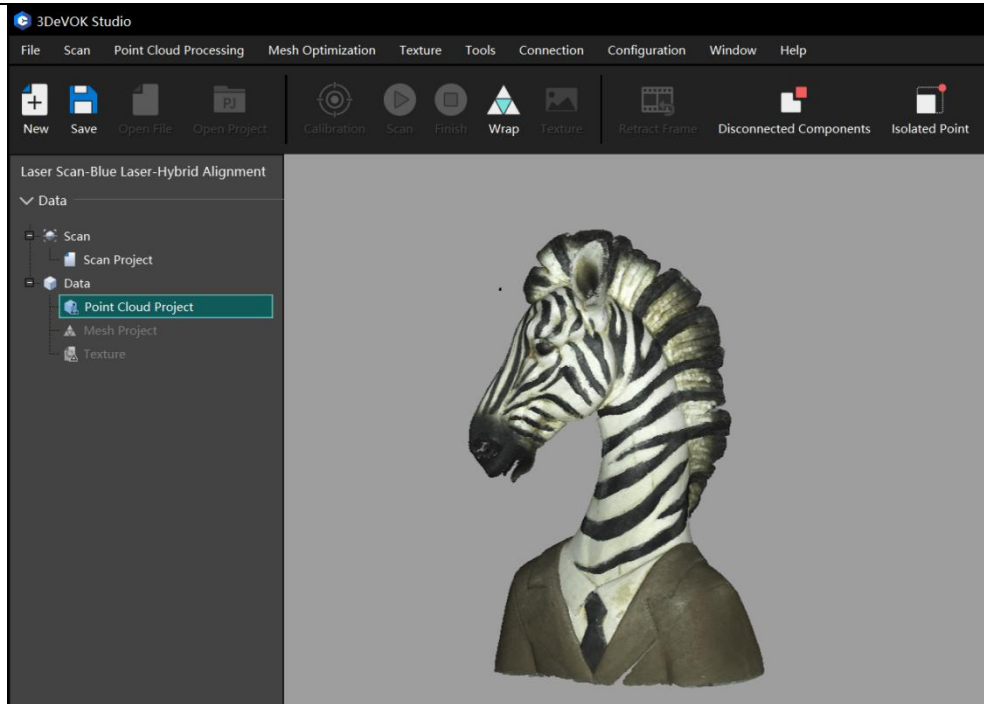 3DeVOK Studio
File Scan Point Cloud Processing Mesh Optimization Texture Tools Connection Configuration Window Help
PJ
New Save Open File Open Project Calibration Scan Finish Wrap Texture Retract Frame Disconnected Components Isolated Point
Laser Scan-Blue Laser-Hybrid Alignment
Data
Scan
Scan Project
Data
Point Cloud Project
Mesh Project
Texture